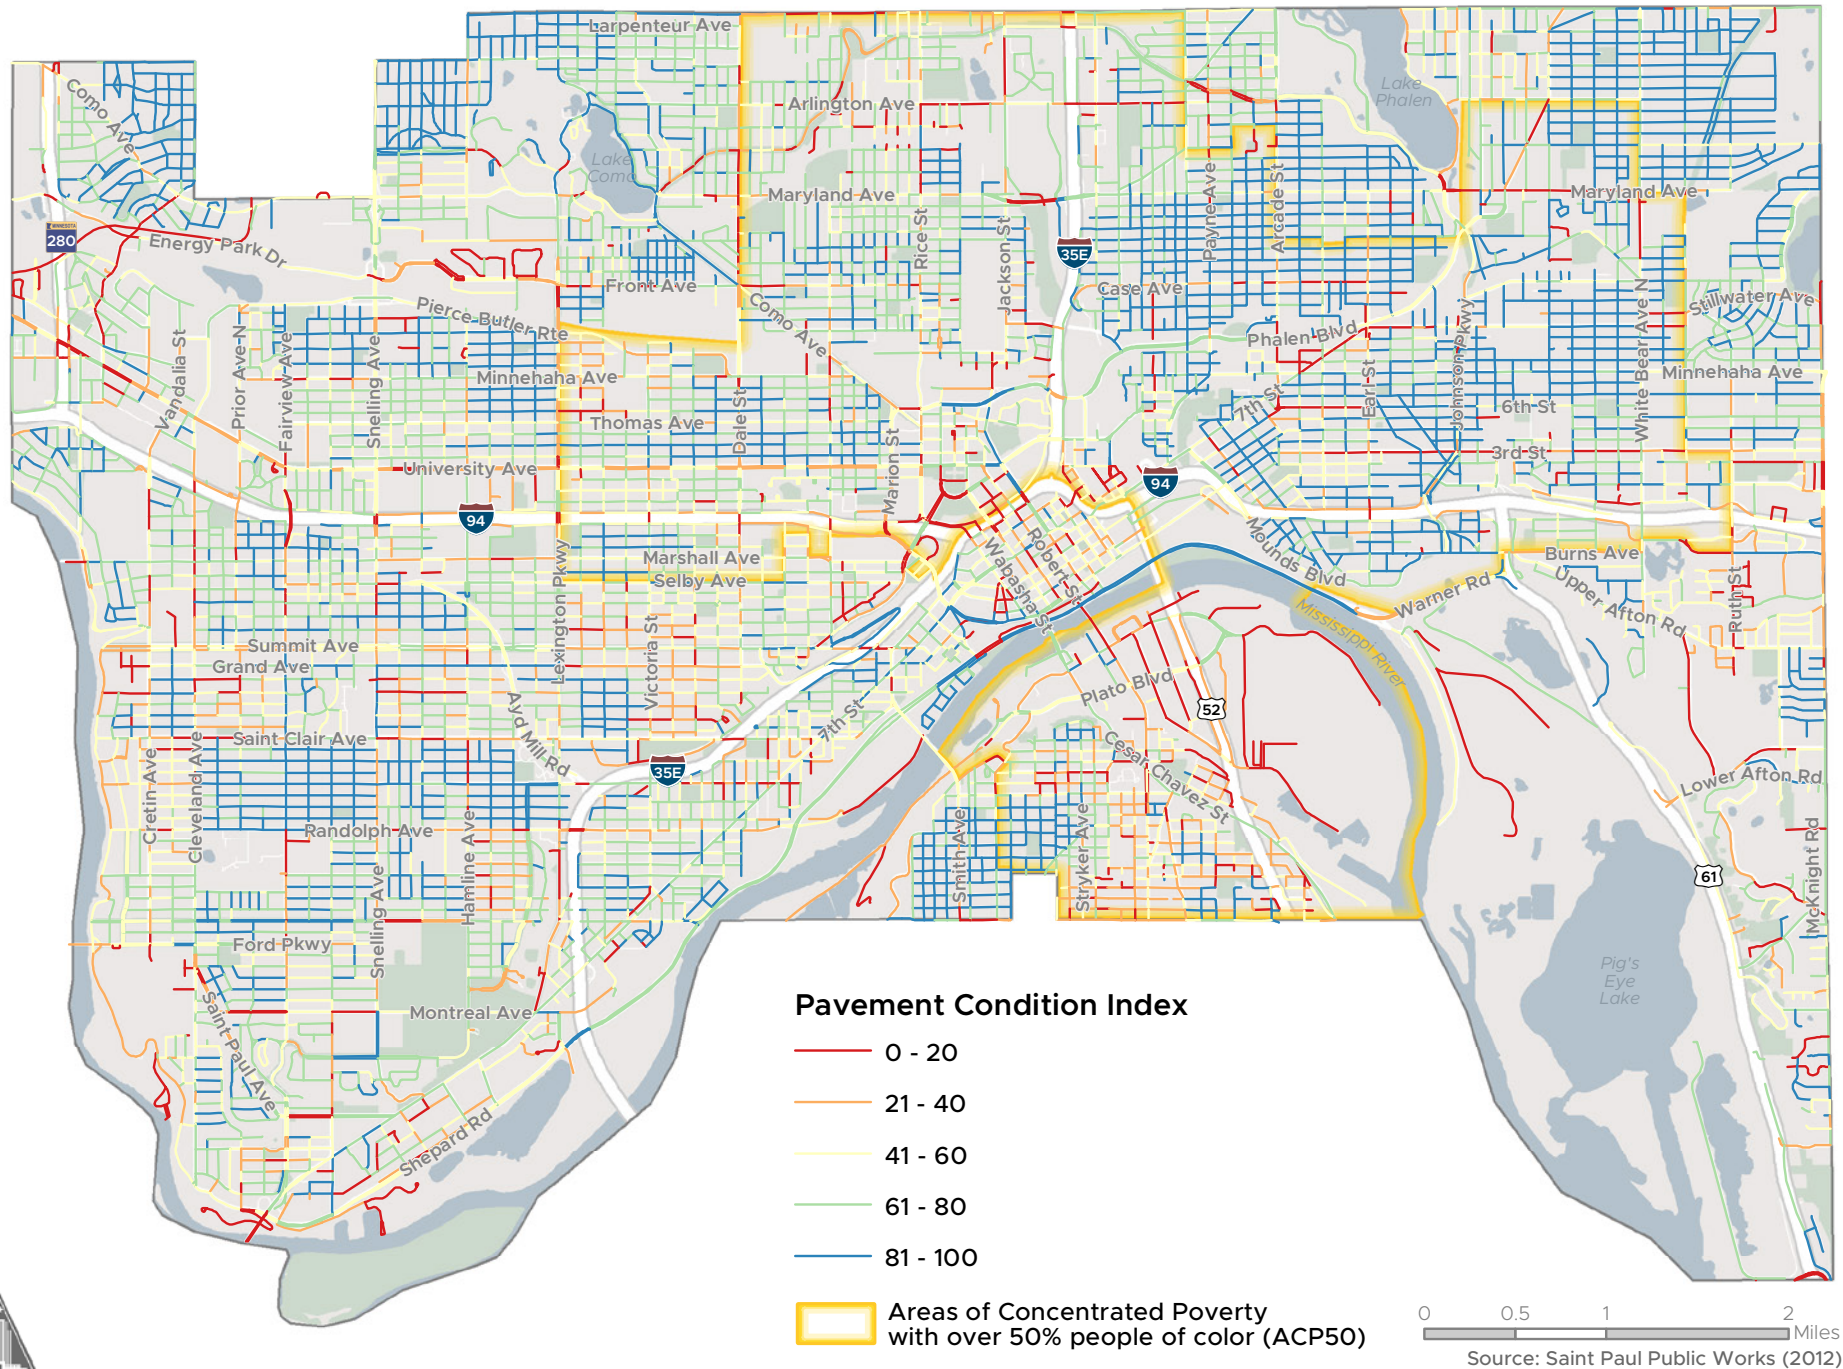 Larpenteur Ave
Como Ave
Arlington Ave
Lake
Phalen
Lake
Como
Maryland Ave
Maryland Ave
Payne Ave
Arcade St
Rice St
Jackson St
MINNESOTA
280
Energy Park Dr
35E
Front Ave
Case Ave
Pierce Butler Rte
Como Ave
Stillwater Ave
Phalen Blvd
Vandalia St
Prior Ave N
Fairview Ave
Snelling Ave
Minnehaha Ave
Minnehaha Ave
Johnson Pkwy
White Bear Ave N
Earl St
7th St
6th St
Thomas Ave
Dale St
Marion St
University Ave
3rd St
94
94
Marshall Ave
Selby Ave
Wabasha St
Robert St
Mounds Blvd
Burns Ave
Warner Rd
Upper Afton Rd
Ruth St
Mississippi River
Lexington Pkwy
Victoria St
Summit Ave
Grand Ave
Plato Blvd
52
Ayd Mill Rd
7th St
Saint Clair Ave
35E
Cesar Chavez St
Lower Afton Rd
Cretin Ave
Cleveland Ave
Randolph Ave
Hamline Ave
Snelling Ave
Smith Ave
Stryker Ave
61
McKnight Rd
Ford Pkwy
Pig's
Eye
Lake
Saint Paul Ave
Montreal Ave
Shepard Rd
Pavement Condition Index
0 - 20
21 - 40
41 - 60
61 - 80
81 - 100
Areas of Concentrated Poverty
with over 50% people of color (ACP50)
0 0.5 1 2
Miles
Source: Saint Paul Public Works (2012)